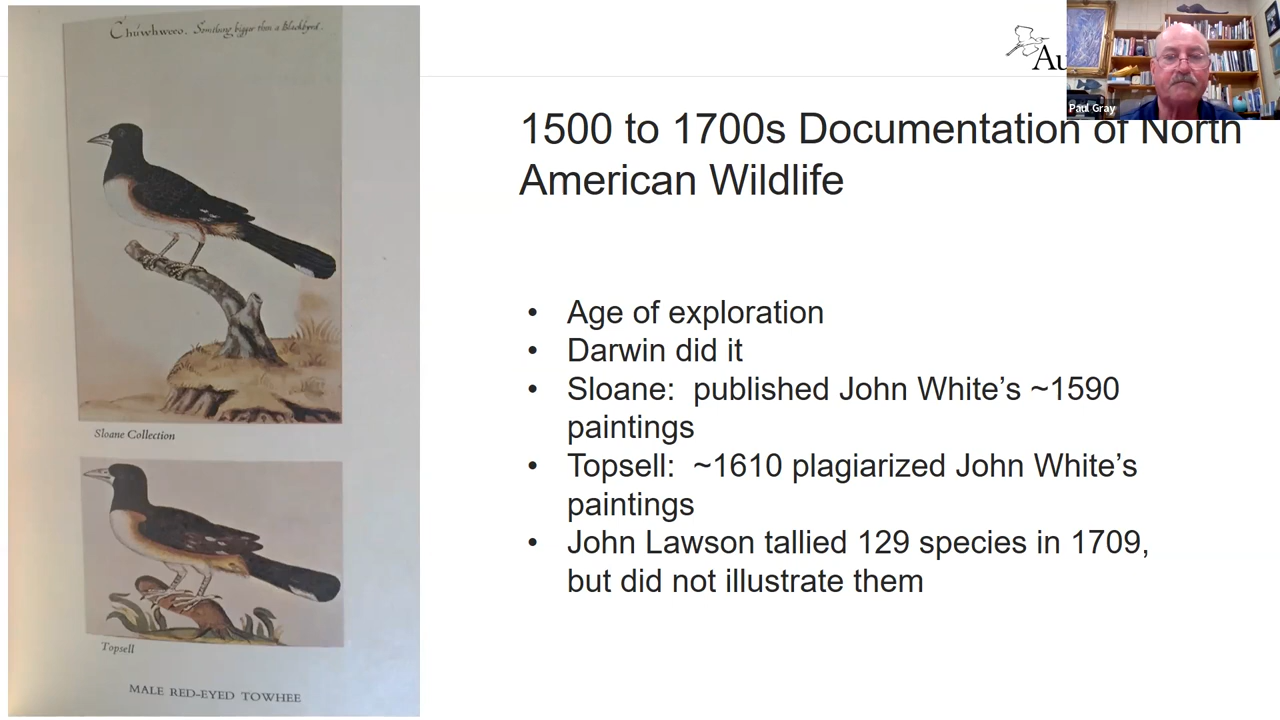 Chuwhweeo. Something bigger then a Blackbyrd.
Sloane Collection
Topsell
MALE RED-EYED TOWHEE
Au
Paul Gray
1500 to 1700s Documentation of North
American Wildlife
• Age of exploration
• Darwin did it
• Sloane:  published John White’s ~1590
paintings
• Topsell:  ~1610 plagiarized John White’s
paintings
• John Lawson tallied 129 species in 1709,
but did not illustrate them